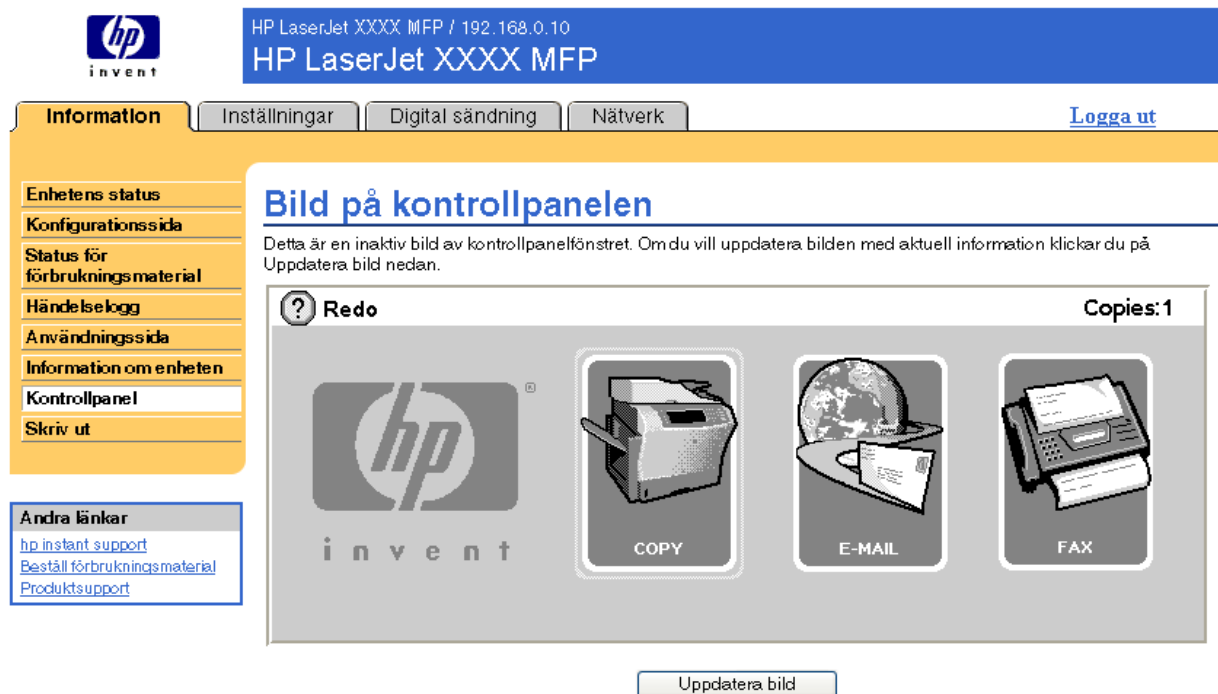 hp
invent
HP LaserJet XXXX MFP / 192.168.0.10
HP LaserJet XXXX MFP
Information
Inställningar
Digital sändning
Nätverk
Logga ut
Enhetens status
Konfigurationssida
Status för
förbrukningsmaterial
Händelselogg
Användningssida
Information om enheten
Kontrollpanel
Skriv ut
Andra länkar
hp instant support
Beställ förbrukningsmaterial
Produktsupport
Bild på kontrollpanelen
Detta är en inaktiv bild av kontrollpanelfönstret. Om du vill uppdatera bilden med aktuell information klickar du på
Uppdatera bild nedan.
? Redo
Copies:1
hp ®
invent
COPY
E-MAIL
FAX
Uppdatera bild